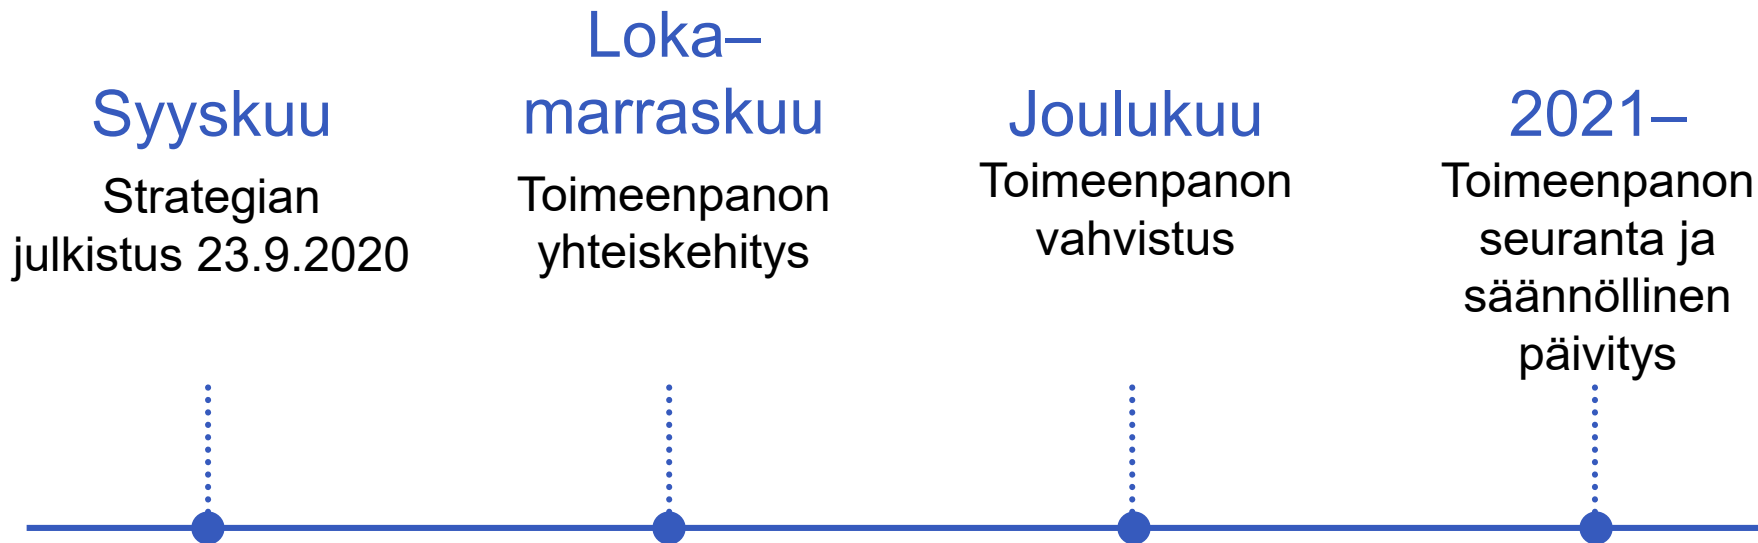 Syyskuu
Strategian
julkistus 23.9.2020
Loka–
marraskuu
Toimeenpanon
yhteiskehitys
Joulukuu
Toimeenpanon
vahvistus
2021–
Toimeenpanon
seuranta ja
säännöllinen
päivitys